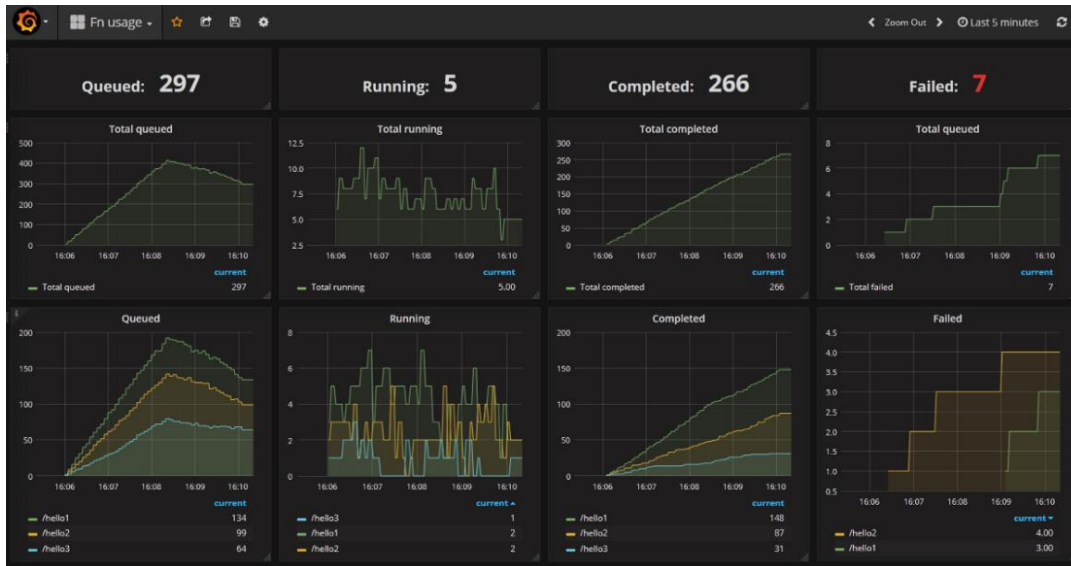 Fn usage
Zoom Out
Last 5 minutes
Queued: 297
Running: 5
Completed: 266
Failed: 7
Total queued
500
400
300
200
100
0
16:06 16:07 16:08 16:09 16:10
current
Total queued 297
Total running
12.5
10.0
7.5
5.0
2.5
16:06 16:07 16:08 16:09 16:10
current
Total running 5.00
Total completed
300
250
200
150
100
50
0
16:06 16:07 16:08 16:09 16:10
current
Total completed 266
Total queued
8
6
4
2
0
16:06 16:07 16:08 16:09 16:10
current
Total failed 7
Queued
200
150
100
50
0
16:06 16:07 16:08 16:09 16:10
current
/hello1 134
/hello2 99
/hello3 64
Running
8
6
4
2
0
16:06 16:07 16:08 16:09 16:10
current
/hello3 1
/hello1 2
/hello2 2
Completed
200
150
100
50
0
16:06 16:07 16:08 16:09 16:10
current
/hello1 148
/hello2 87
/hello3 31
Failed
4.5
4.0
3.5
3.0
2.5
2.0
1.5
1.0
0.5
16:06 16:07 16:08 16:09 16:10
current
/hello2 4.00
/hello1 3.00